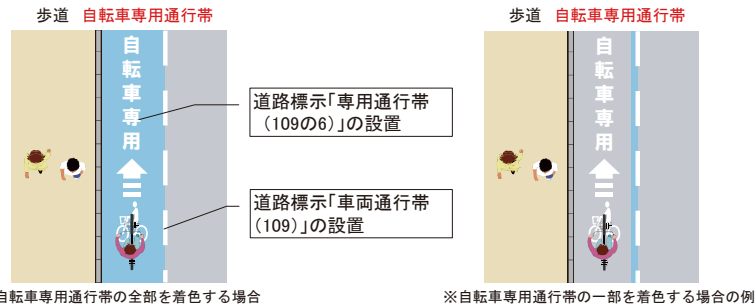 歩道 自転車専用通行帯
自転車専用
道路標示「専用通行帯
(109の6)」の設置
道路標示「車両通行帯
(109)」の設置
自転車専用通行帯の全部を着色する場合
歩道 自転車専用通行帯
自転車専用
※自転車専用通行帯の一部を着色する場合の例